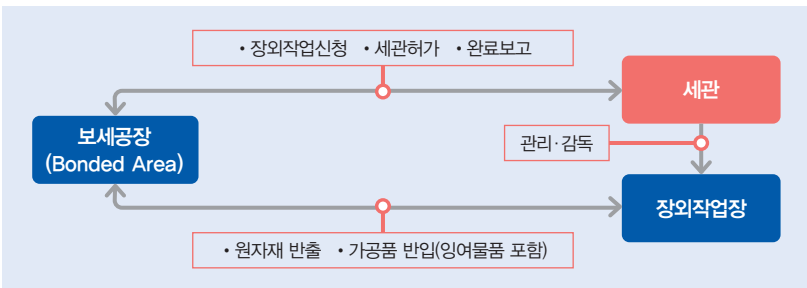 • 장외작업신청 • 세관허가 • 완료보고
세관
보세공장
(Bonded Area)
관리·감독
장외작업장
• 원자재 반출 • 가공품 반입(잉여물품 포함)